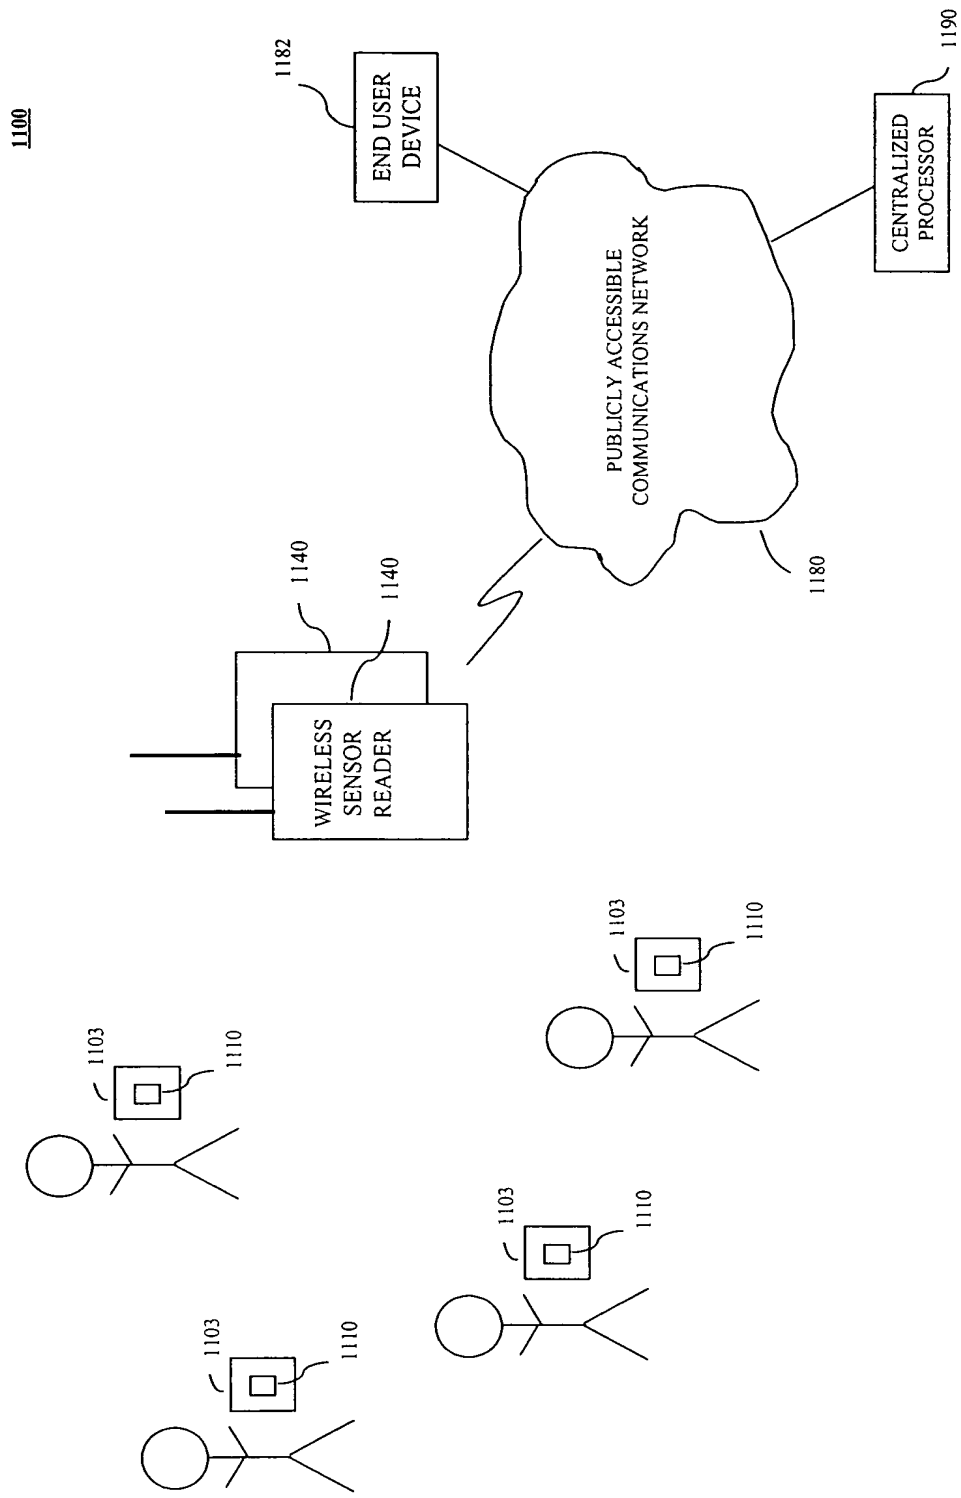 1100
1103
1110
1103
1110
1103
1110
1103
1110
WIRELESS
SENSOR
READER
1140
1140
PUBLICLY ACCESSIBLE
COMMUNICATIONS NETWORK
1180
END USER
DEVICE
1182
CENTRALIZED
PROCESSOR
1190